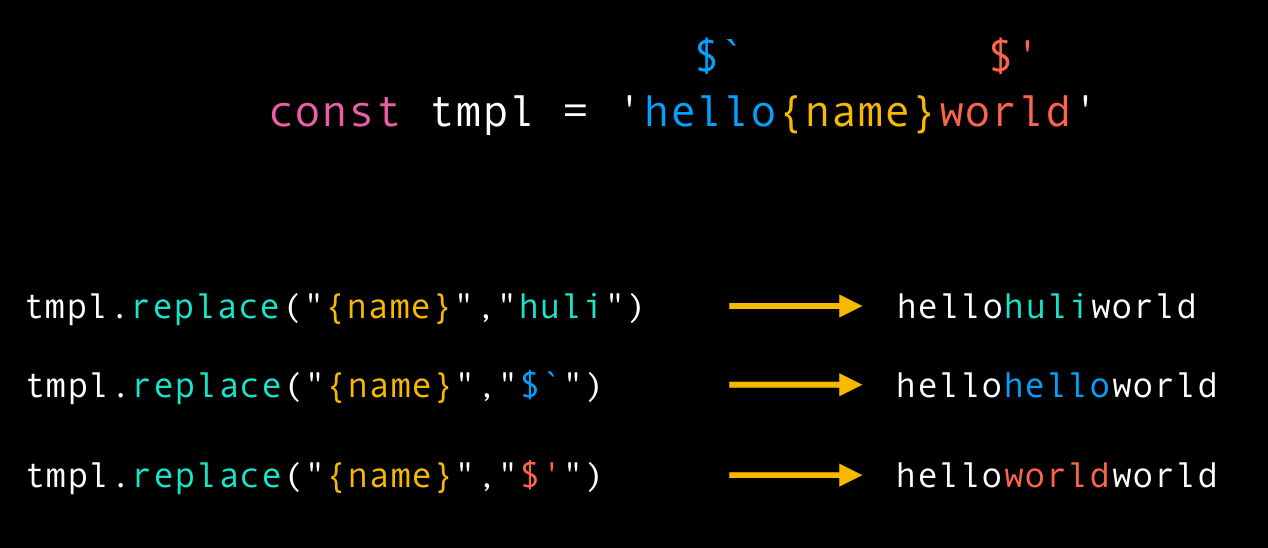 $` $'
const tmpl = 'hello{name}world'
tmpl.replace("{name}","huli") hellohuliworld
tmpl.replace("{name}","$`") hellohelloworld
tmpl.replace("{name}","$'") helloworldworld